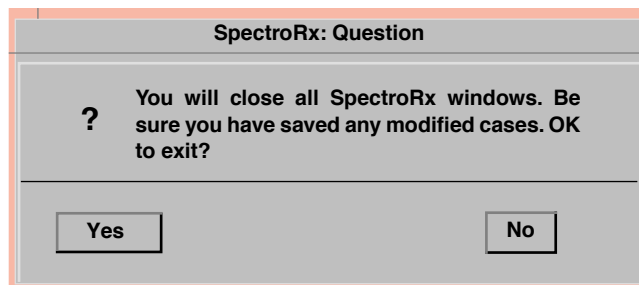 SpectroRx: Question
?
You will close all SpectroRx windows. Be
sure you have saved any modified cases. OK
to exit?
Yes
No